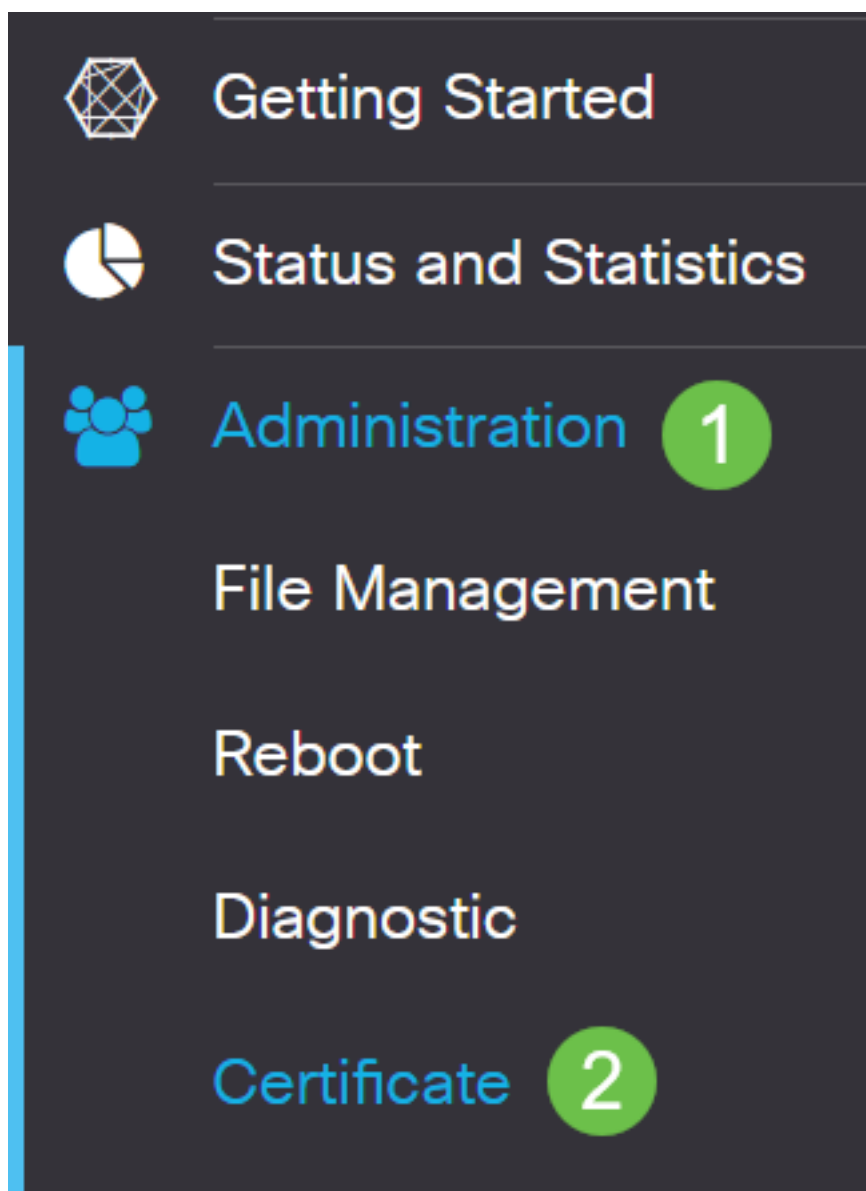 Getting Started
Status and Statistics
Administration 1
File Management
Reboot
Diagnostic
Certificate 2